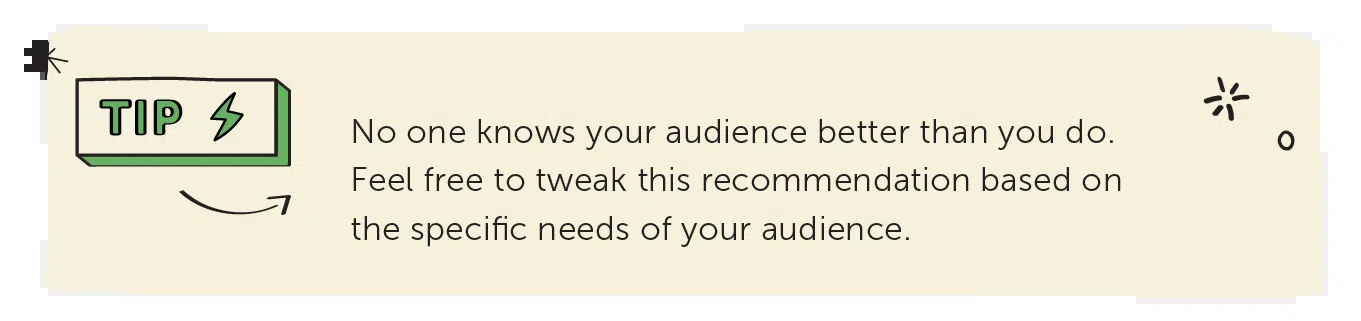 TIP
No one knows your audience better than you do.
Feel free to tweak this recommendation based on
the specific needs of your audience.